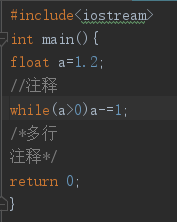 #include<iostream>
int main(){
float a=1.2;
//注释
while(a>0)a-=1;
/*多行
注释*/
return 0;
}